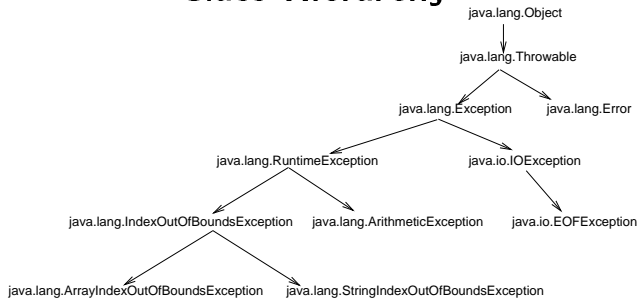 java.lang.Object
java.lang.Throwable
java.lang.Exception java.lang.Error
java.lang.RuntimeException java.io.IOException
java.lang.IndexOutOfBoundsException java.lang.ArithmeticException java.io.EOFException
java.lang.ArrayIndexOutOfBoundsException java.lang.StringIndexOutOfBoundsException